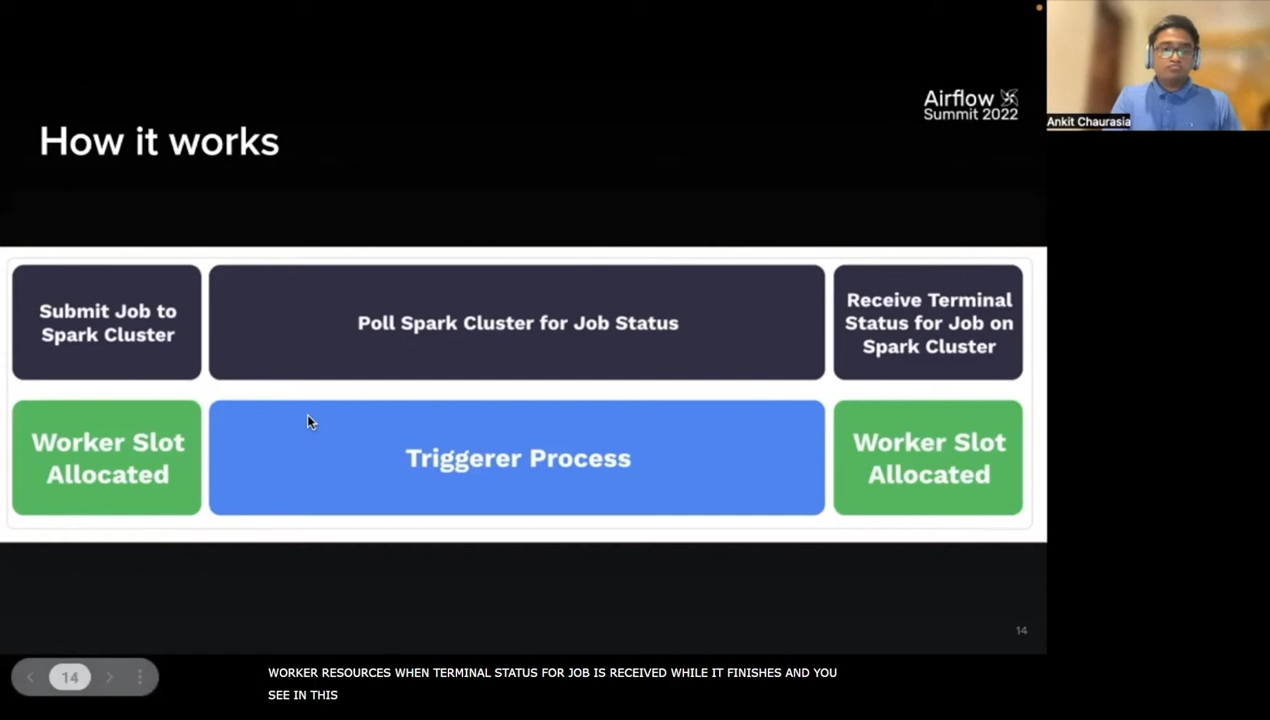 Airflow
Summit 2022
Ankit Chaurasia
How it works
Submit Job to
Spark Cluster
Poll Spark Cluster for Job Status
Receive Terminal
Status for Job on
Spark Cluster
Worker Slot
Allocated
Triggerer Process
Worker Slot
Allocated
14
14
WORKER RESOURCES WHEN TERMINAL STATUS FOR JOB IS RECEIVED WHILE IT FINISHES AND YOU
SEE IN THIS